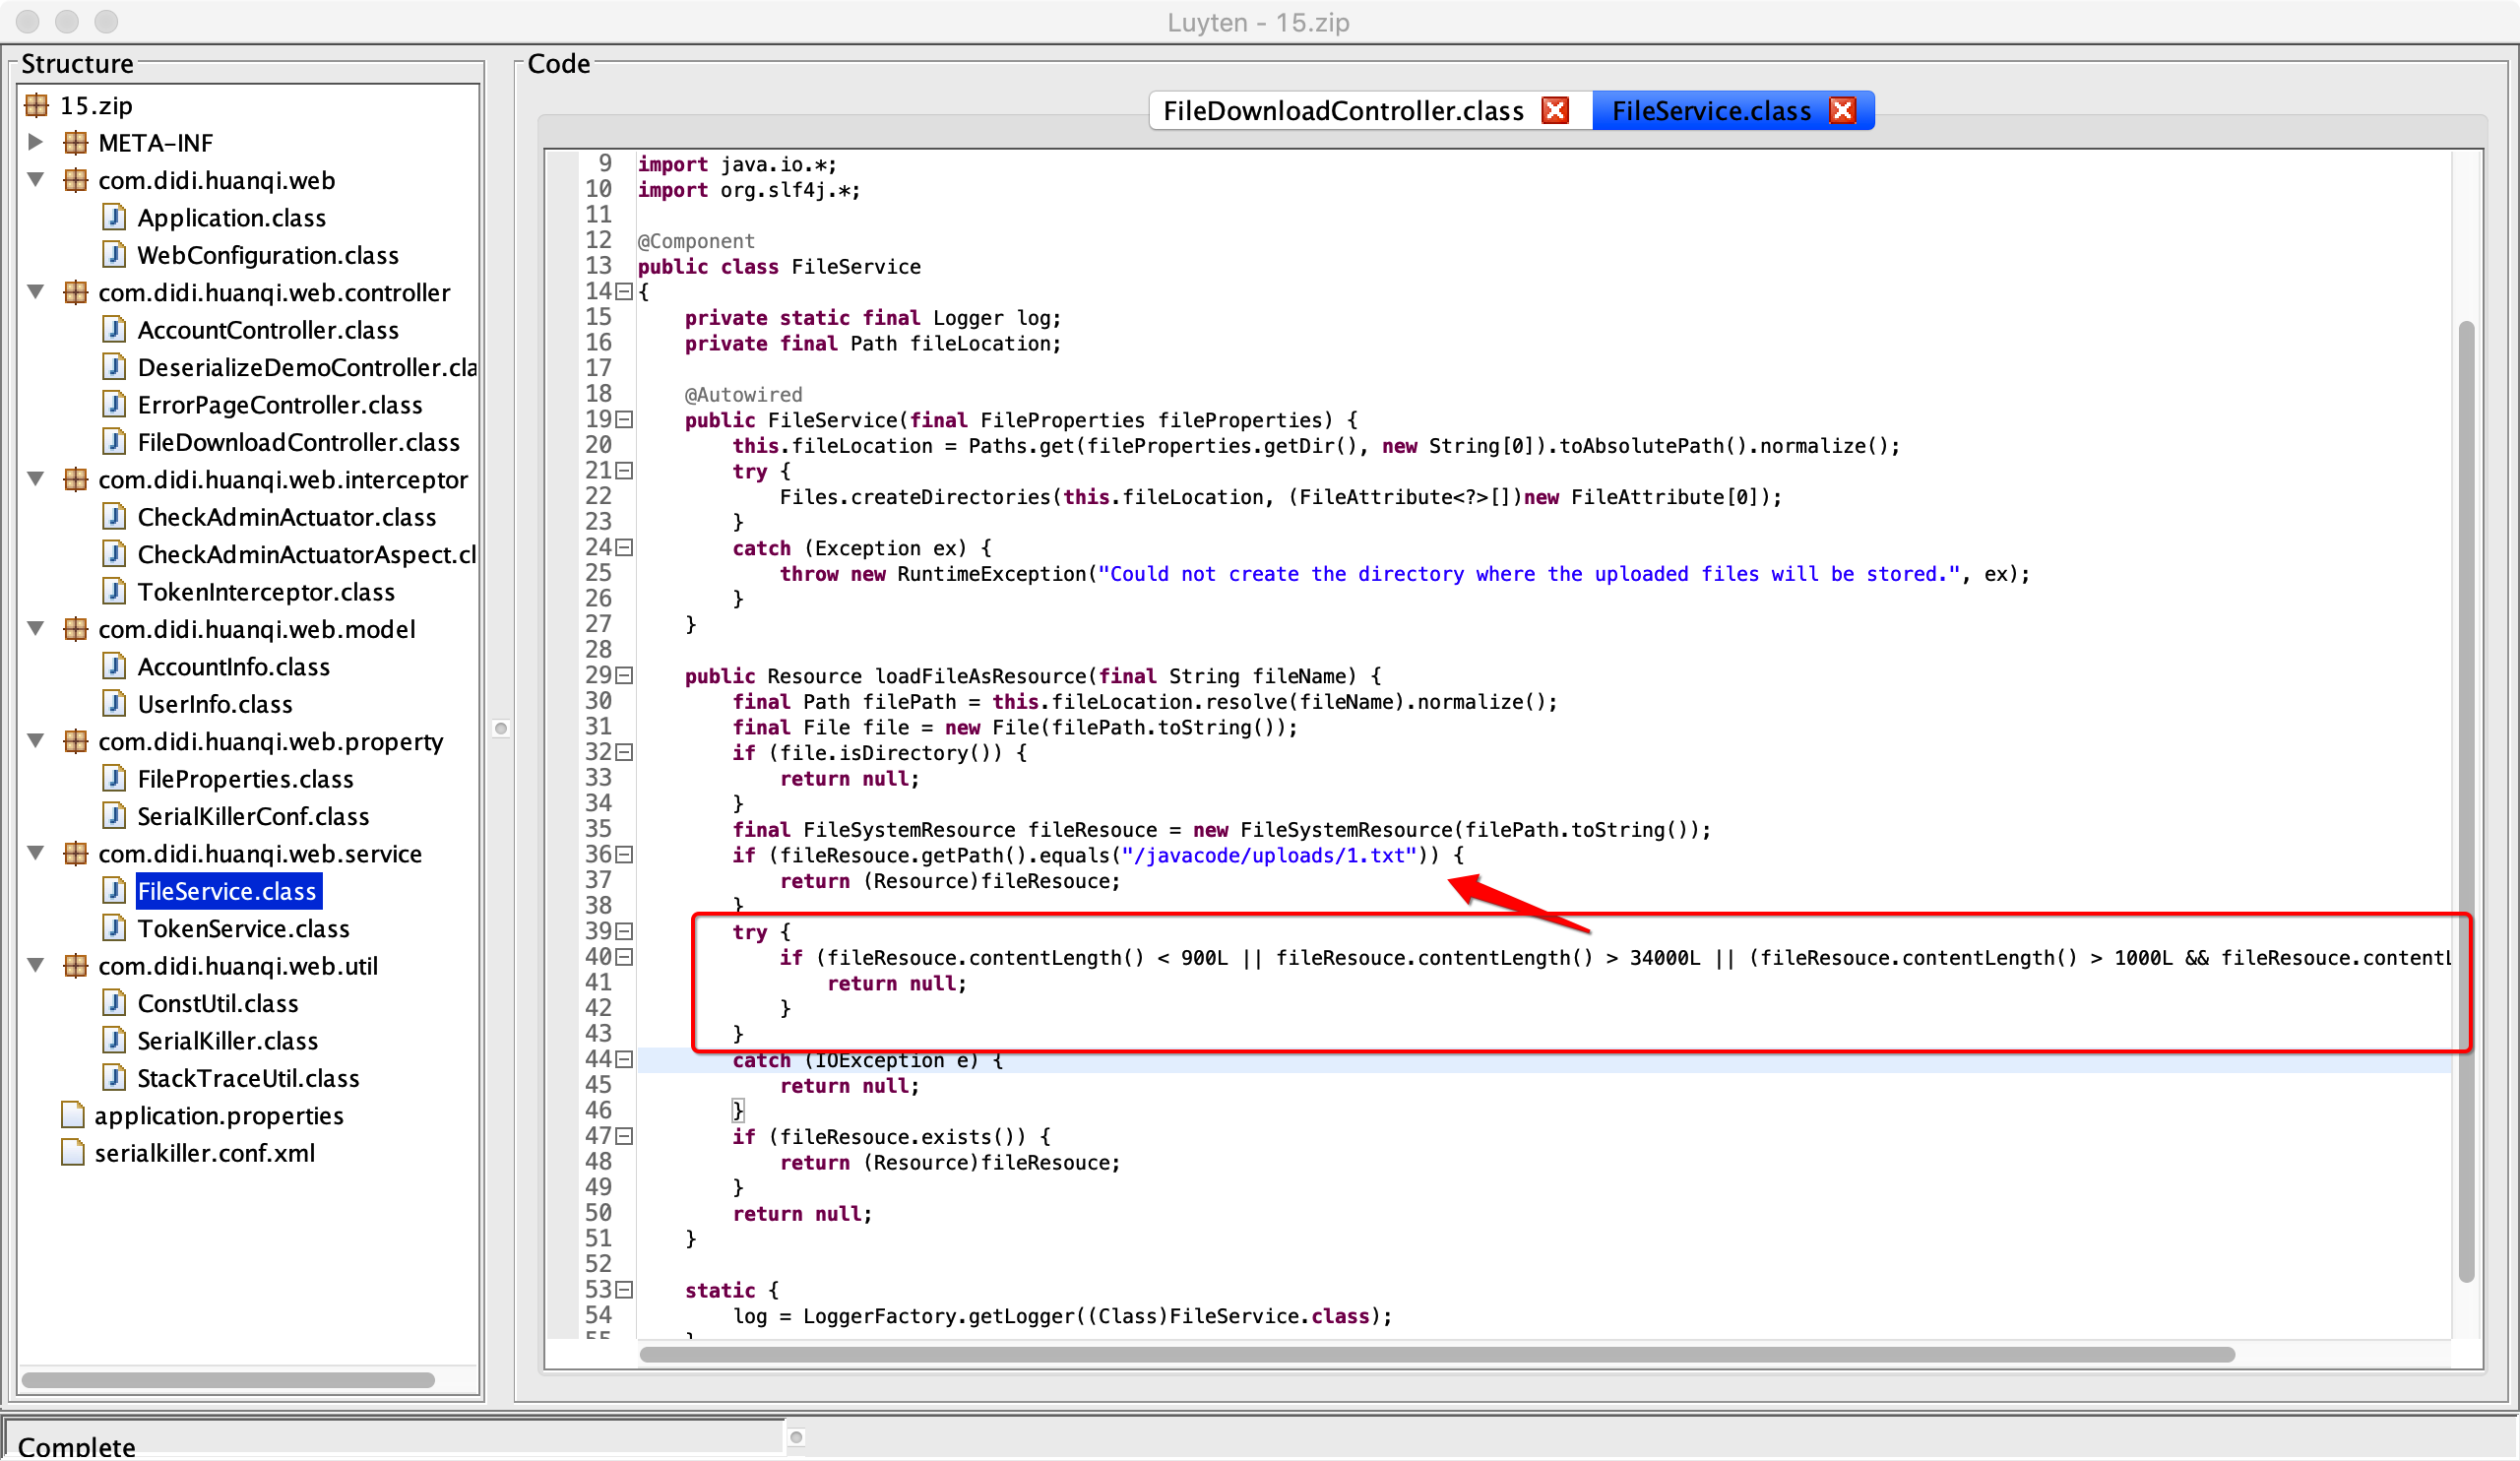 Luyten - 15.zip
Structure
15.zip
META-INF
com.didi.huanqi.web
Application.class
WebConfiguration.class
com.didi.huanqi.web.controller
AccountController.class
DeserializeDemoController.cla
ErrorPageController.class
FileDownloadController.class
com.didi.huanqi.web.interceptor
CheckAdminActuator.class
CheckAdminActuatorAspect.cl
TokenInterceptor.class
com.didi.huanqi.web.model
AccountInfo.class
UserInfo.class
com.didi.huanqi.web.property
FileProperties.class
SerialKillerConf.class
com.didi.huanqi.web.service
FileService.class
TokenService.class
com.didi.huanqi.web.util
ConstUtil.class
SerialKiller.class
StackTraceUtil.class
application.properties
serialkiller.conf.xml
Code
FileDownloadController.class FileService.class
9 import java.io.*;
10 import org.slf4j.*;
11
12 @Component
13 public class FileService
14 {
15     private static final Logger log;
16     private final Path fileLocation;
17
18     @Autowired
19     public FileService(final FileProperties fileProperties) {
20         this.fileLocation = Paths.get(fileProperties.getDir(), new String[0]).toAbsolutePath().normalize();
21         try {
22             Files.createDirectories(this.fileLocation, (FileAttribute<?>[])new FileAttribute[0]);
23         }
24         catch (Exception ex) {
25             throw new RuntimeException("Could not create the directory where the uploaded files will be stored.", ex);
26         }
27     }
28
29     public Resource loadFileAsResource(final String fileName) {
30         final Path filePath = this.fileLocation.resolve(fileName).normalize();
31         final File file = new File(filePath.toString());
32         if (file.isDirectory()) {
33             return null;
34         }
35         final FileSystemResource fileResouce = new FileSystemResource(filePath.toString());
36         if (fileResouce.getPath().equals("/javacode/uploads/1.txt")) {
37             return (Resource)fileResouce;
38         }
39         try {
40             if (fileResouce.contentLength() < 900L || fileResouce.contentLength() > 34000L || (fileResouce.contentLength() > 1000L && fileResouce.contentL
41                 return null;
42             }
43         }
44         catch (IOException e) {
45             return null;
46         }
47         if (fileResouce.exists()) {
48             return (Resource)fileResouce;
49         }
50         return null;
51     }
52
53     static {
54         log = LoggerFactory.getLogger((Class)FileService.class);
55     }
Complete